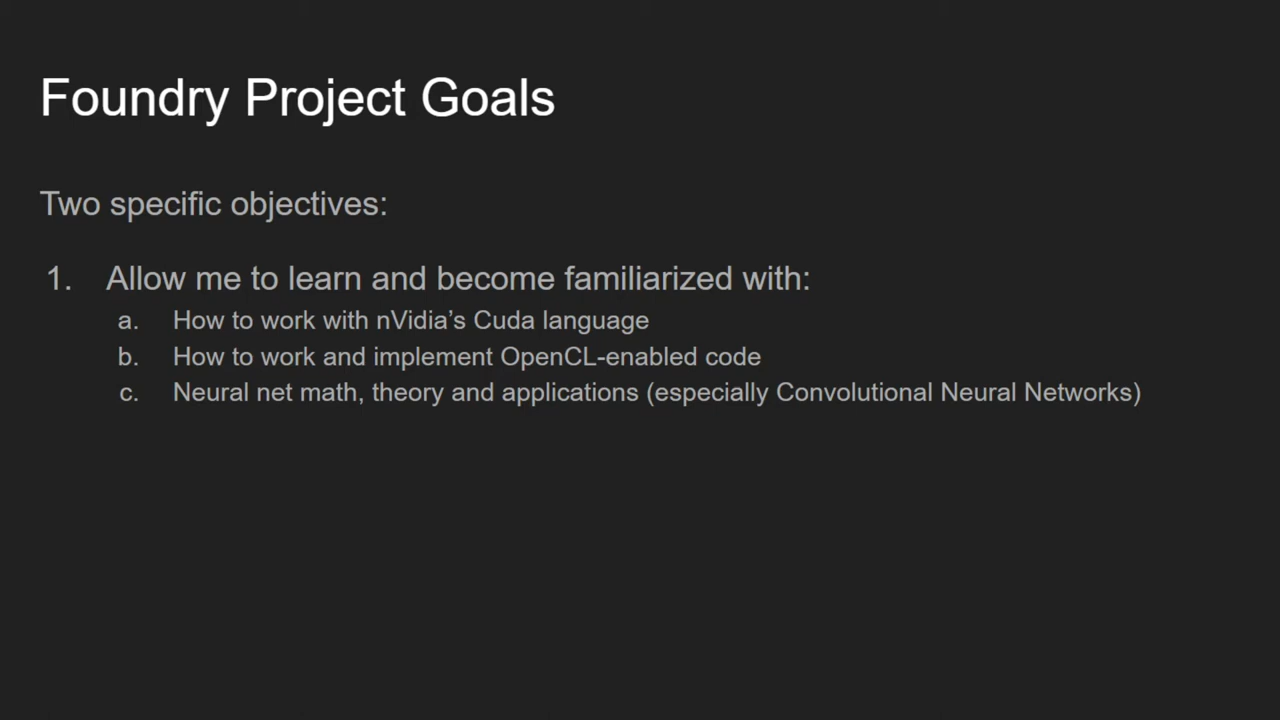 Foundry Project Goals
Two specific objectives:
1. Allow me to learn and become familiarized with:
a. How to work with nVidia’s Cuda language
b. How to work and implement OpenCL-enabled code
c. Neural net math, theory and applications (especially Convolutional Neural Networks)